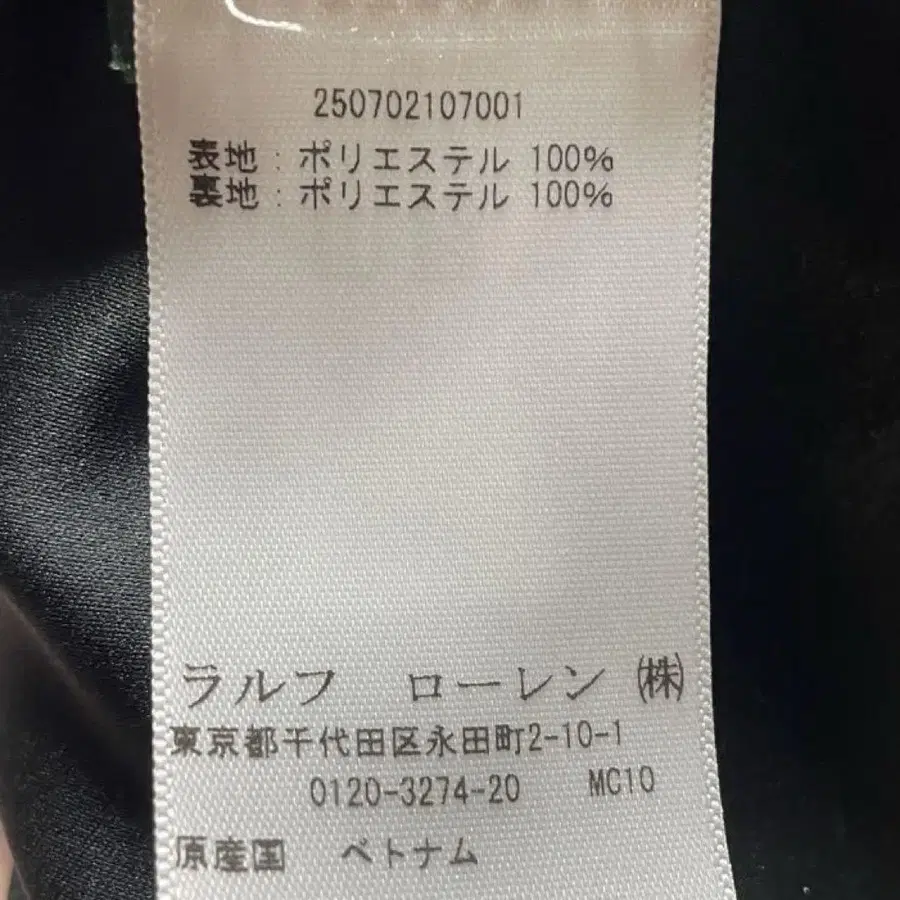 250702107001
表地：ポリエステル 100%
裏地：ポリエステル 100%
ラルフ ローレン ㈱
東京都千代田区永田町2-10-1
0120-3274-20 MC10
原産国 ベトナム